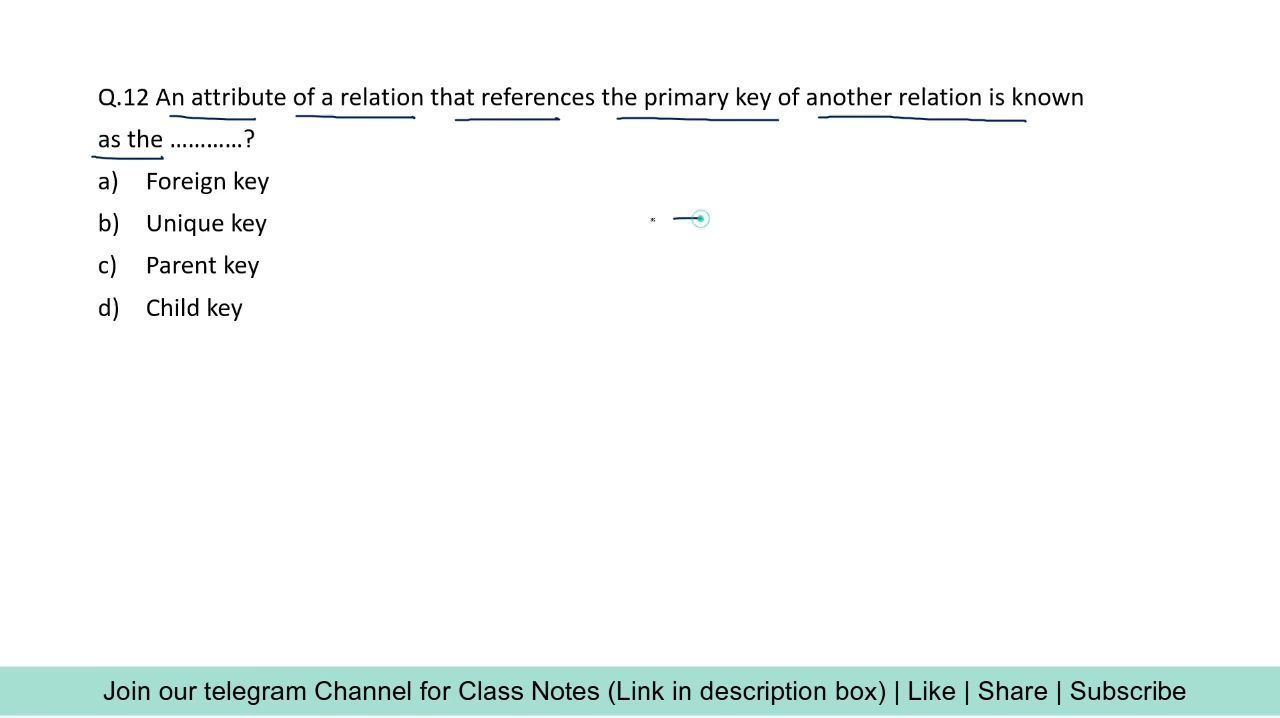 Q.12 An attribute of a relation that references the primary key of another relation is known
as the …………?
a) Foreign key
b) Unique key
c) Parent key
d) Child key
Join our telegram Channel for Class Notes (Link in description box) | Like | Share | Subscribe